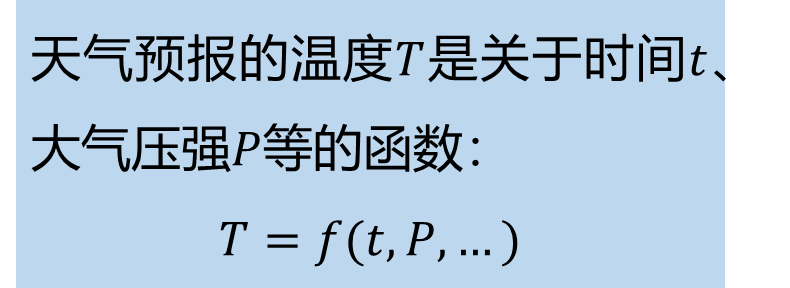 天气预报的温度T是关于时间t、
大气压强P等的函数：
T = f(t, P, … )